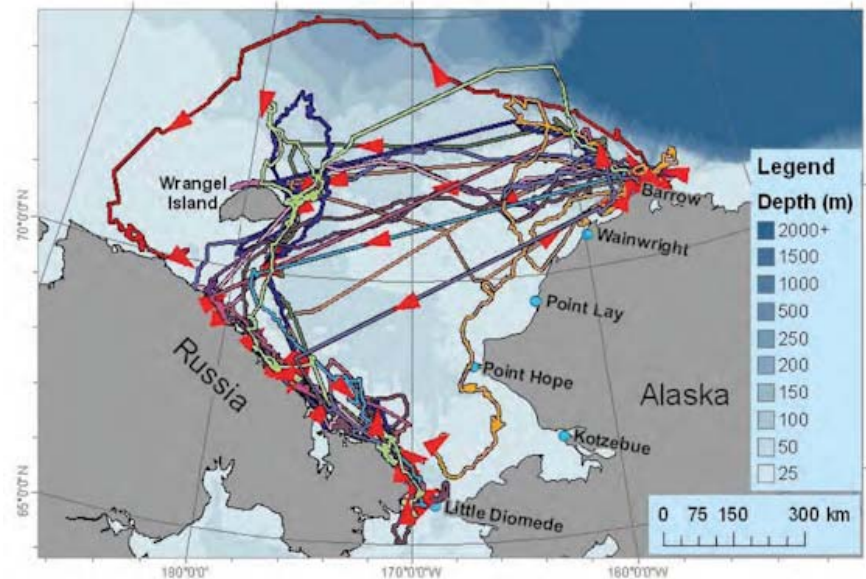 Wrangel
Island
Barrow
Wainwright
Point Lay
Point Hope
Kotzebue
Little Diomede
Russia
Alaska
70°0'0"N
65°0'0"N
180°0'0"
170°0'0"W
160°0'0"W
Legend
Depth (m)
2000+
1500
1000
500
250
200
150
100
50
25
0 75 150 300 km